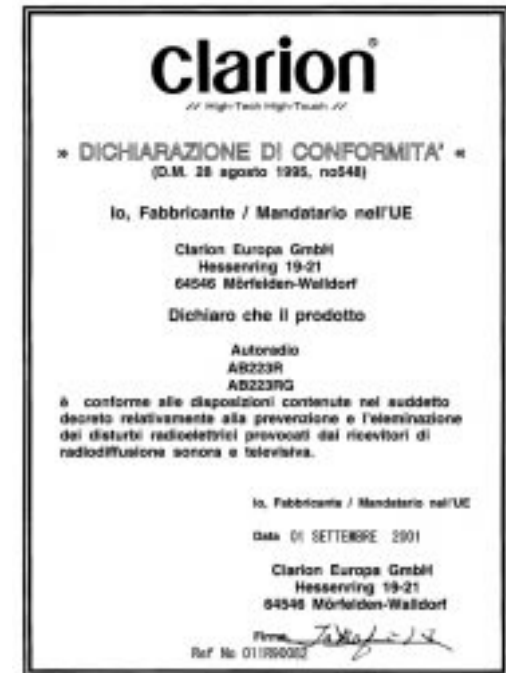 clarion®
// High-Tech High-Touch //
» DICHIARAZIONE DI CONFORMITA' «
(D.M. 28 agosto 1995, no548)
Io, Fabbricante / Mandatario nell'UE
Clarion Europa GmbH
Hessenring 19-21
64546 Mörfelden-Walldorf
Dichiaro che il prodotto
Autoradio
AB223R
AB223RG
è conforme alle disposizioni contenute nel suddetto
decreto relativamente alla prevenzione e l'eleminazione
dei disturbi radioelettrici provocati dai ricevitori di
radiodiffusione sonora e televisiva.
Io, Fabbricante / Mandatario nell'UE
Data 01 SETTEMBRE 2001
Clarion Europa GmbH
Hessenring 19-21
64546 Mörfelden-Walldorf
Firma
Ref No 011R90082